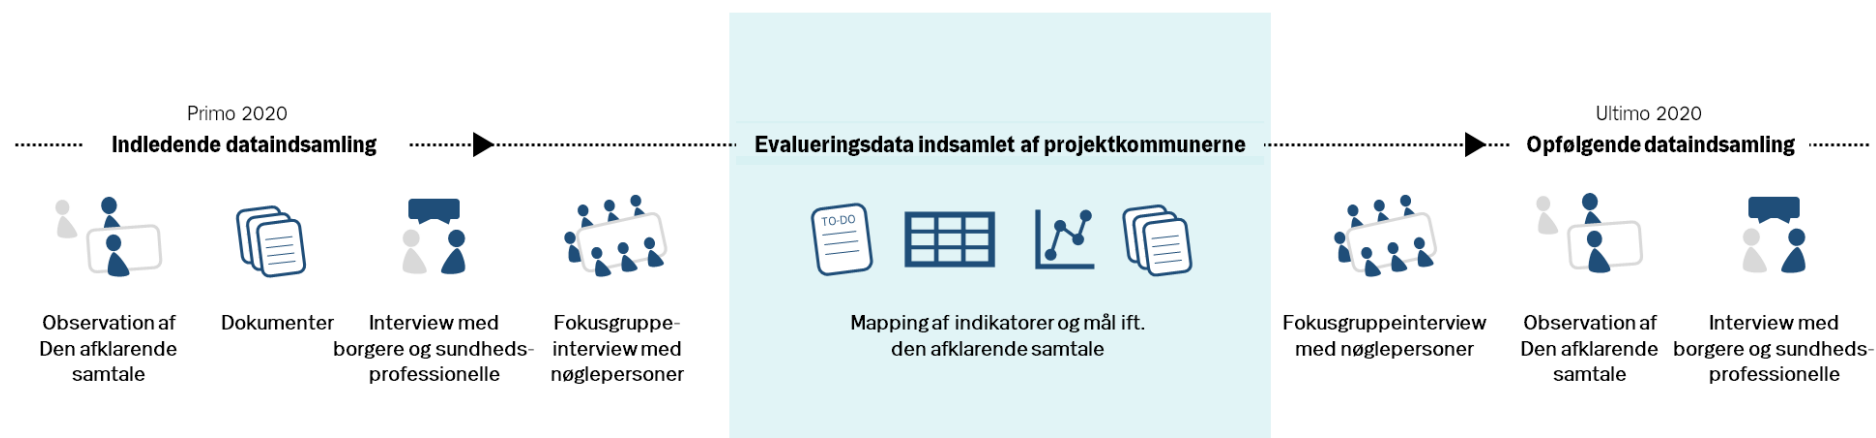 Primo 2020
Indledende dataindsamling
Observation af
Den afklarende
samtale
Dokumenter
Interview med
borgere og sundheds-
professionelle
Fokusgruppe-
interview med
nøglepersoner
Evalueringsdata indsamlet af projektkommunerne
TO-DO
Mapping af indikatorer og mål ift.
den afklarende samtale
Ultimo 2020
Opfølgende dataindsamling
Fokusgruppeinterview
med nøglepersoner
Observation af
Den afklarende
samtale
Interview med
borgere og sundheds-
professionelle